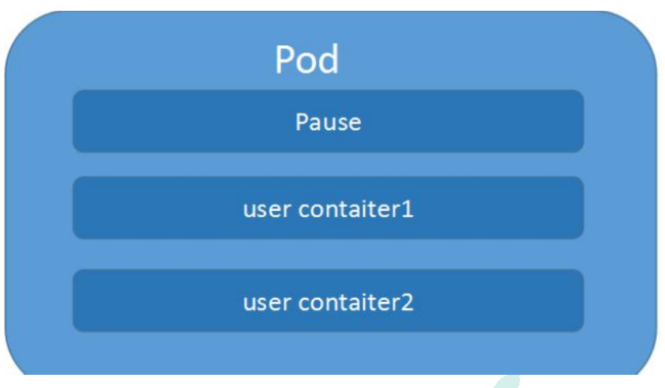 Pod
Pause
user contaiter1
user contaiter2